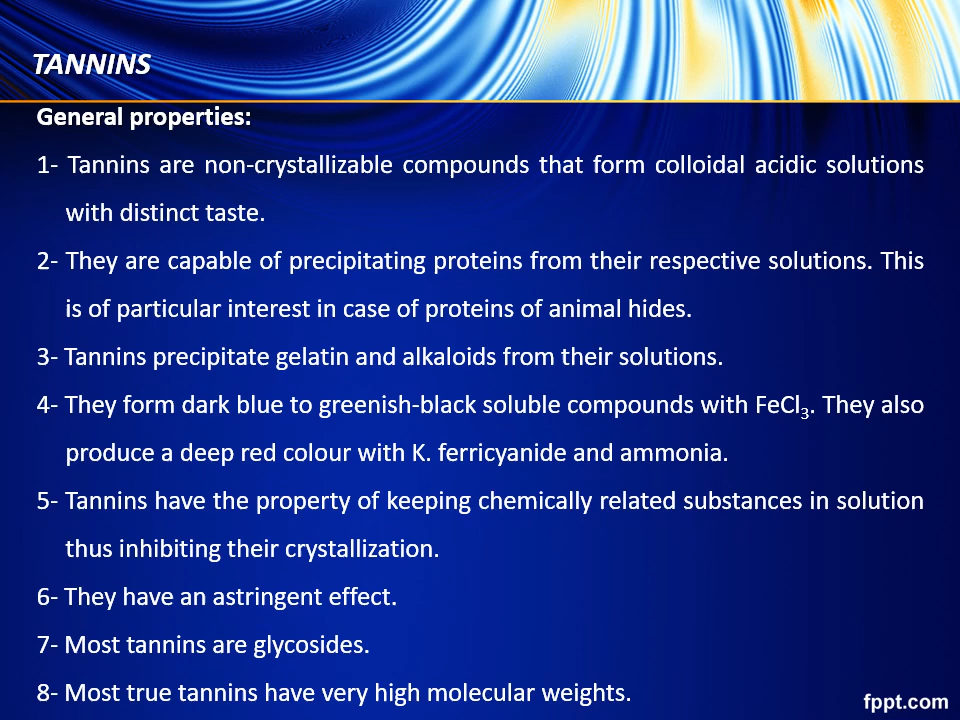 TANNINS
General properties:
1- Tannins are non-crystallizable compounds that form colloidal acidic solutions
with distinct taste.
2- They are capable of precipitating proteins from their respective solutions. This
is of particular interest in case of proteins of animal hides.
3- Tannins precipitate gelatin and alkaloids from their solutions.
4- They form dark blue to greenish-black soluble compounds with FeCl₃. They also
produce a deep red colour with K. ferricyanide and ammonia.
5- Tannins have the property of keeping chemically related substances in solution
thus inhibiting their crystallization.
6- They have an astringent effect.
7- Most tannins are glycosides.
8- Most true tannins have very high molecular weights.
fppt.com